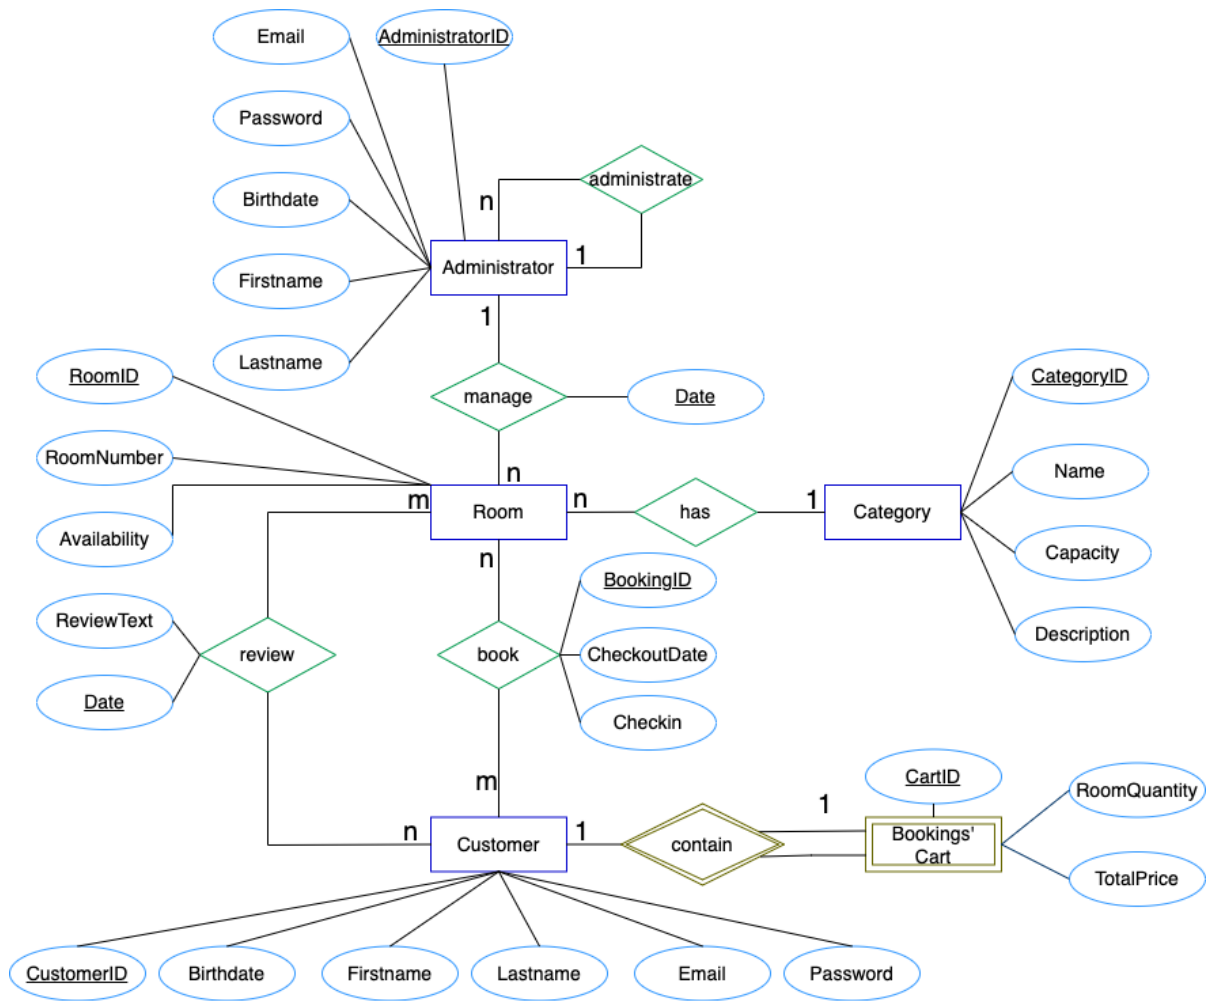 Email
AdministratorID
Password
administrate
Birthdate
n
1
Administrator
Firstname
1
Lastname
RoomID
CategoryID
manage
Date
RoomNumber
Name
n
m
Room
n
has
1
Category
Availability
Capacity
n
BookingID
ReviewText
Description
review
book
CheckoutDate
Date
Checkin
m
CartID
1
RoomQuantity
n
Customer
1
contain
Bookings'
Cart
TotalPrice
CustomerID
Birthdate
Firstname
Lastname
Email
Password